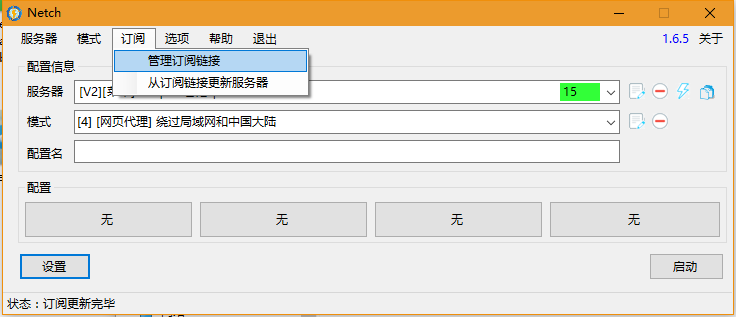 Netch
服务器 模式 订阅 选项 帮助 退出 1.6.5 关于
管理订阅链接
从订阅链接更新服务器
配置信息
服务器 [V2] 15
模式 [4] [网页代理] 绕过局域网和中国大陆
配置名
配置
无 无 无 无
设置 启动
状态：订阅更新完毕